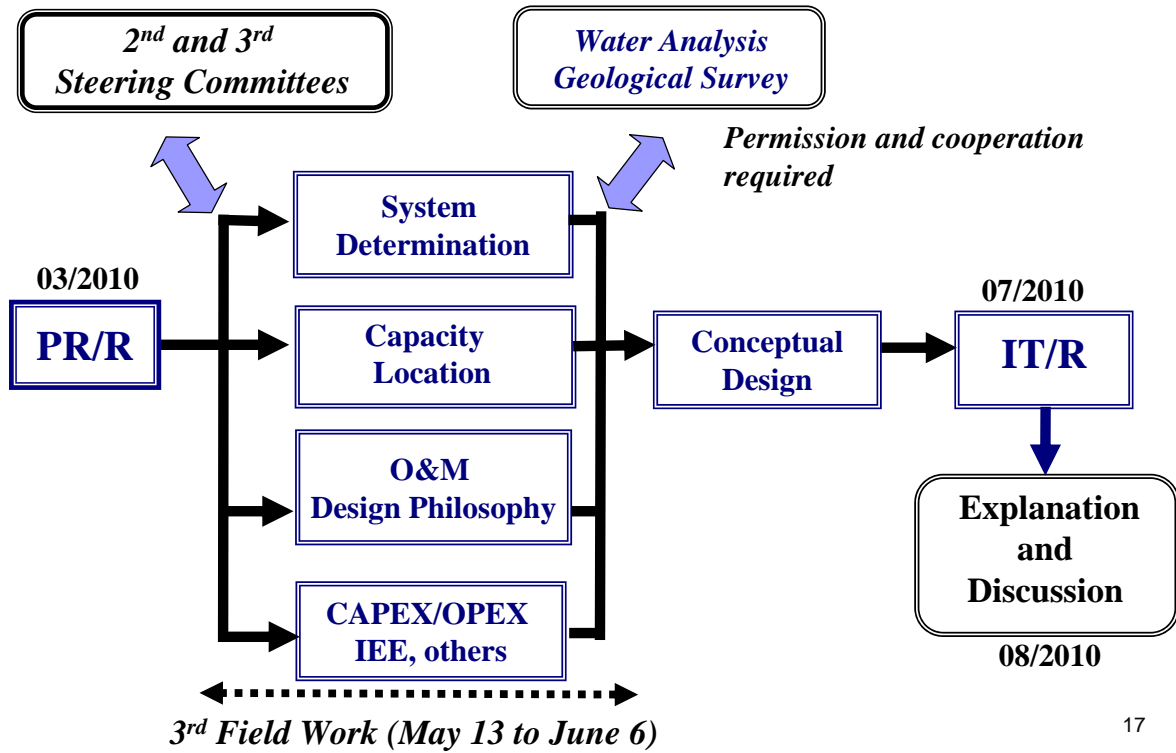 2nd and 3rd
Steering Committees
Water Analysis
Geological Survey
Permission and cooperation
required
System
Determination
03/2010
PR/R
Capacity
Location
Conceptual
Design
07/2010
IT/R
O&M
Design Philosophy
CAPEX/OPEX
IEE, others
Explanation
and
Discussion
08/2010
3rd Field Work (May 13 to June 6)
17